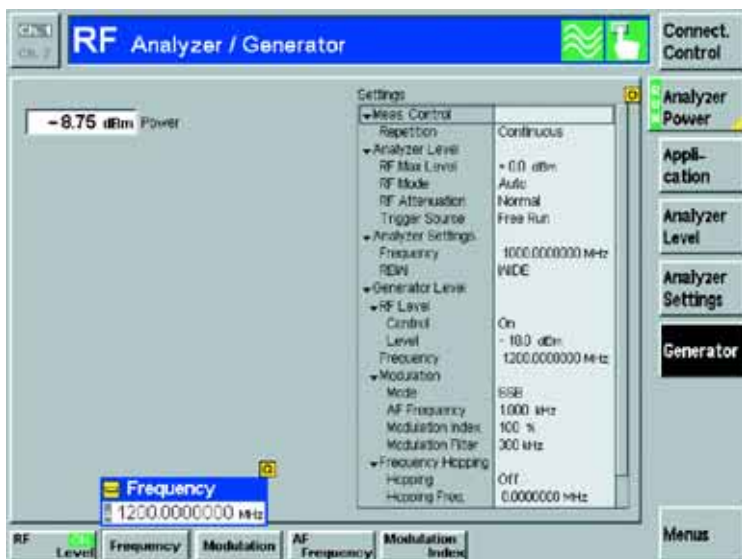 CH.1
CH. 2
RF Analyzer / Generator
Connect. Control
- 8.75 dBm Power
Settings
Meas. Control
Repetition Continuous
Analyzer Level
RF Max Level + 0.0 dBm
RF Mode Auto
RF Attenuation Normal
Trigger Source Free Run
Analyzer Settings
Frequency 1000.0000000 MHz
RBW WIDE
Generator Level
RF Level
Control On
Level - 18.0 dBm
Frequency 1200.0000000 MHz
Modulation
Mode SSB
AF Frequency 1.000 kHz
Modulation Index 100 %
Modulation Filter 300 kHz
Frequency Hopping
Hopping Off
Hopping Freq. 0.0000000 MHz
Analyzer Power
Appli-
cation
Analyzer
Level
Analyzer
Settings
Generator
Menus
Frequency
1200.0000000 MHz
RF Level
Frequency
Modulation
AF Frequency
Modulation Index